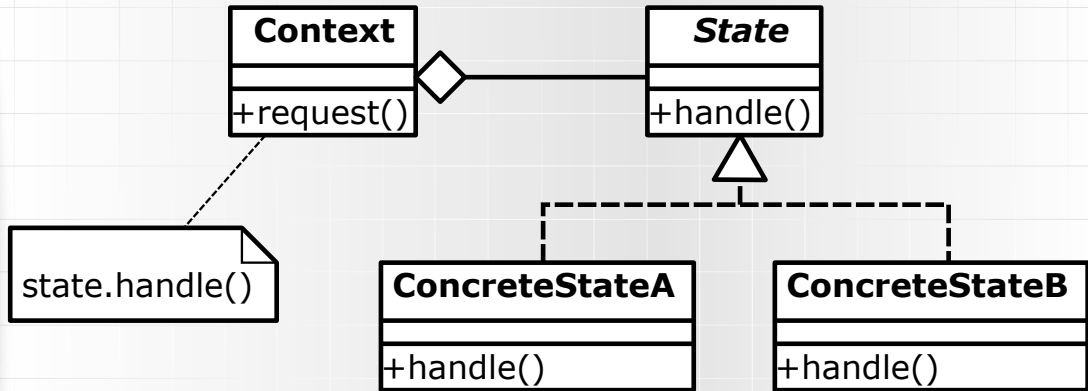 Context
+request()
State
+handle()
state.handle()
ConcreteStateA
+handle()
ConcreteStateB
+handle()